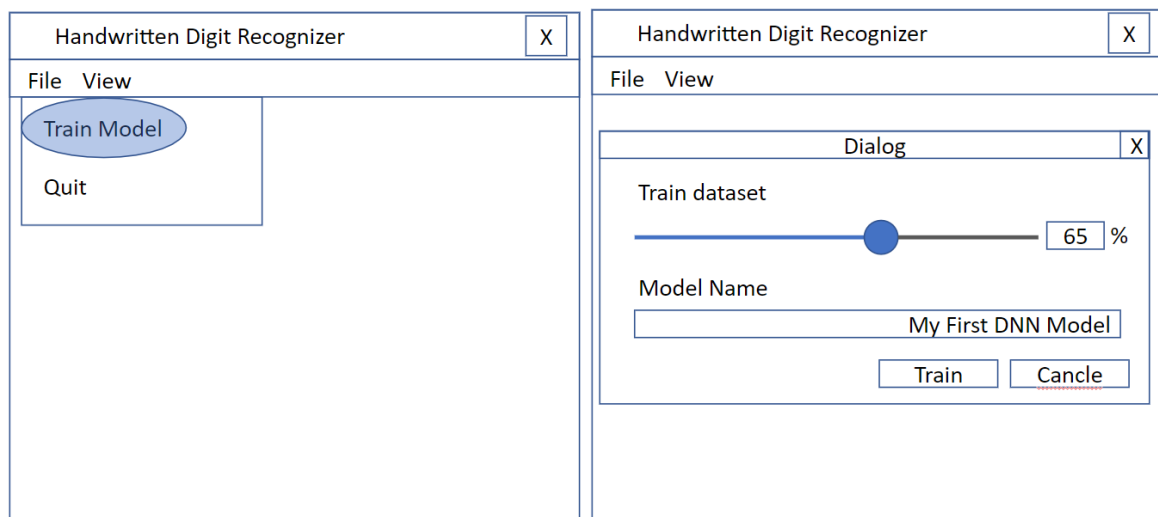 Handwritten Digit Recognizer X
File View
Train Model
Quit
Handwritten Digit Recognizer X
File View
Dialog X
Train dataset
65 %
Model Name
My First DNN Model
Train Cancle